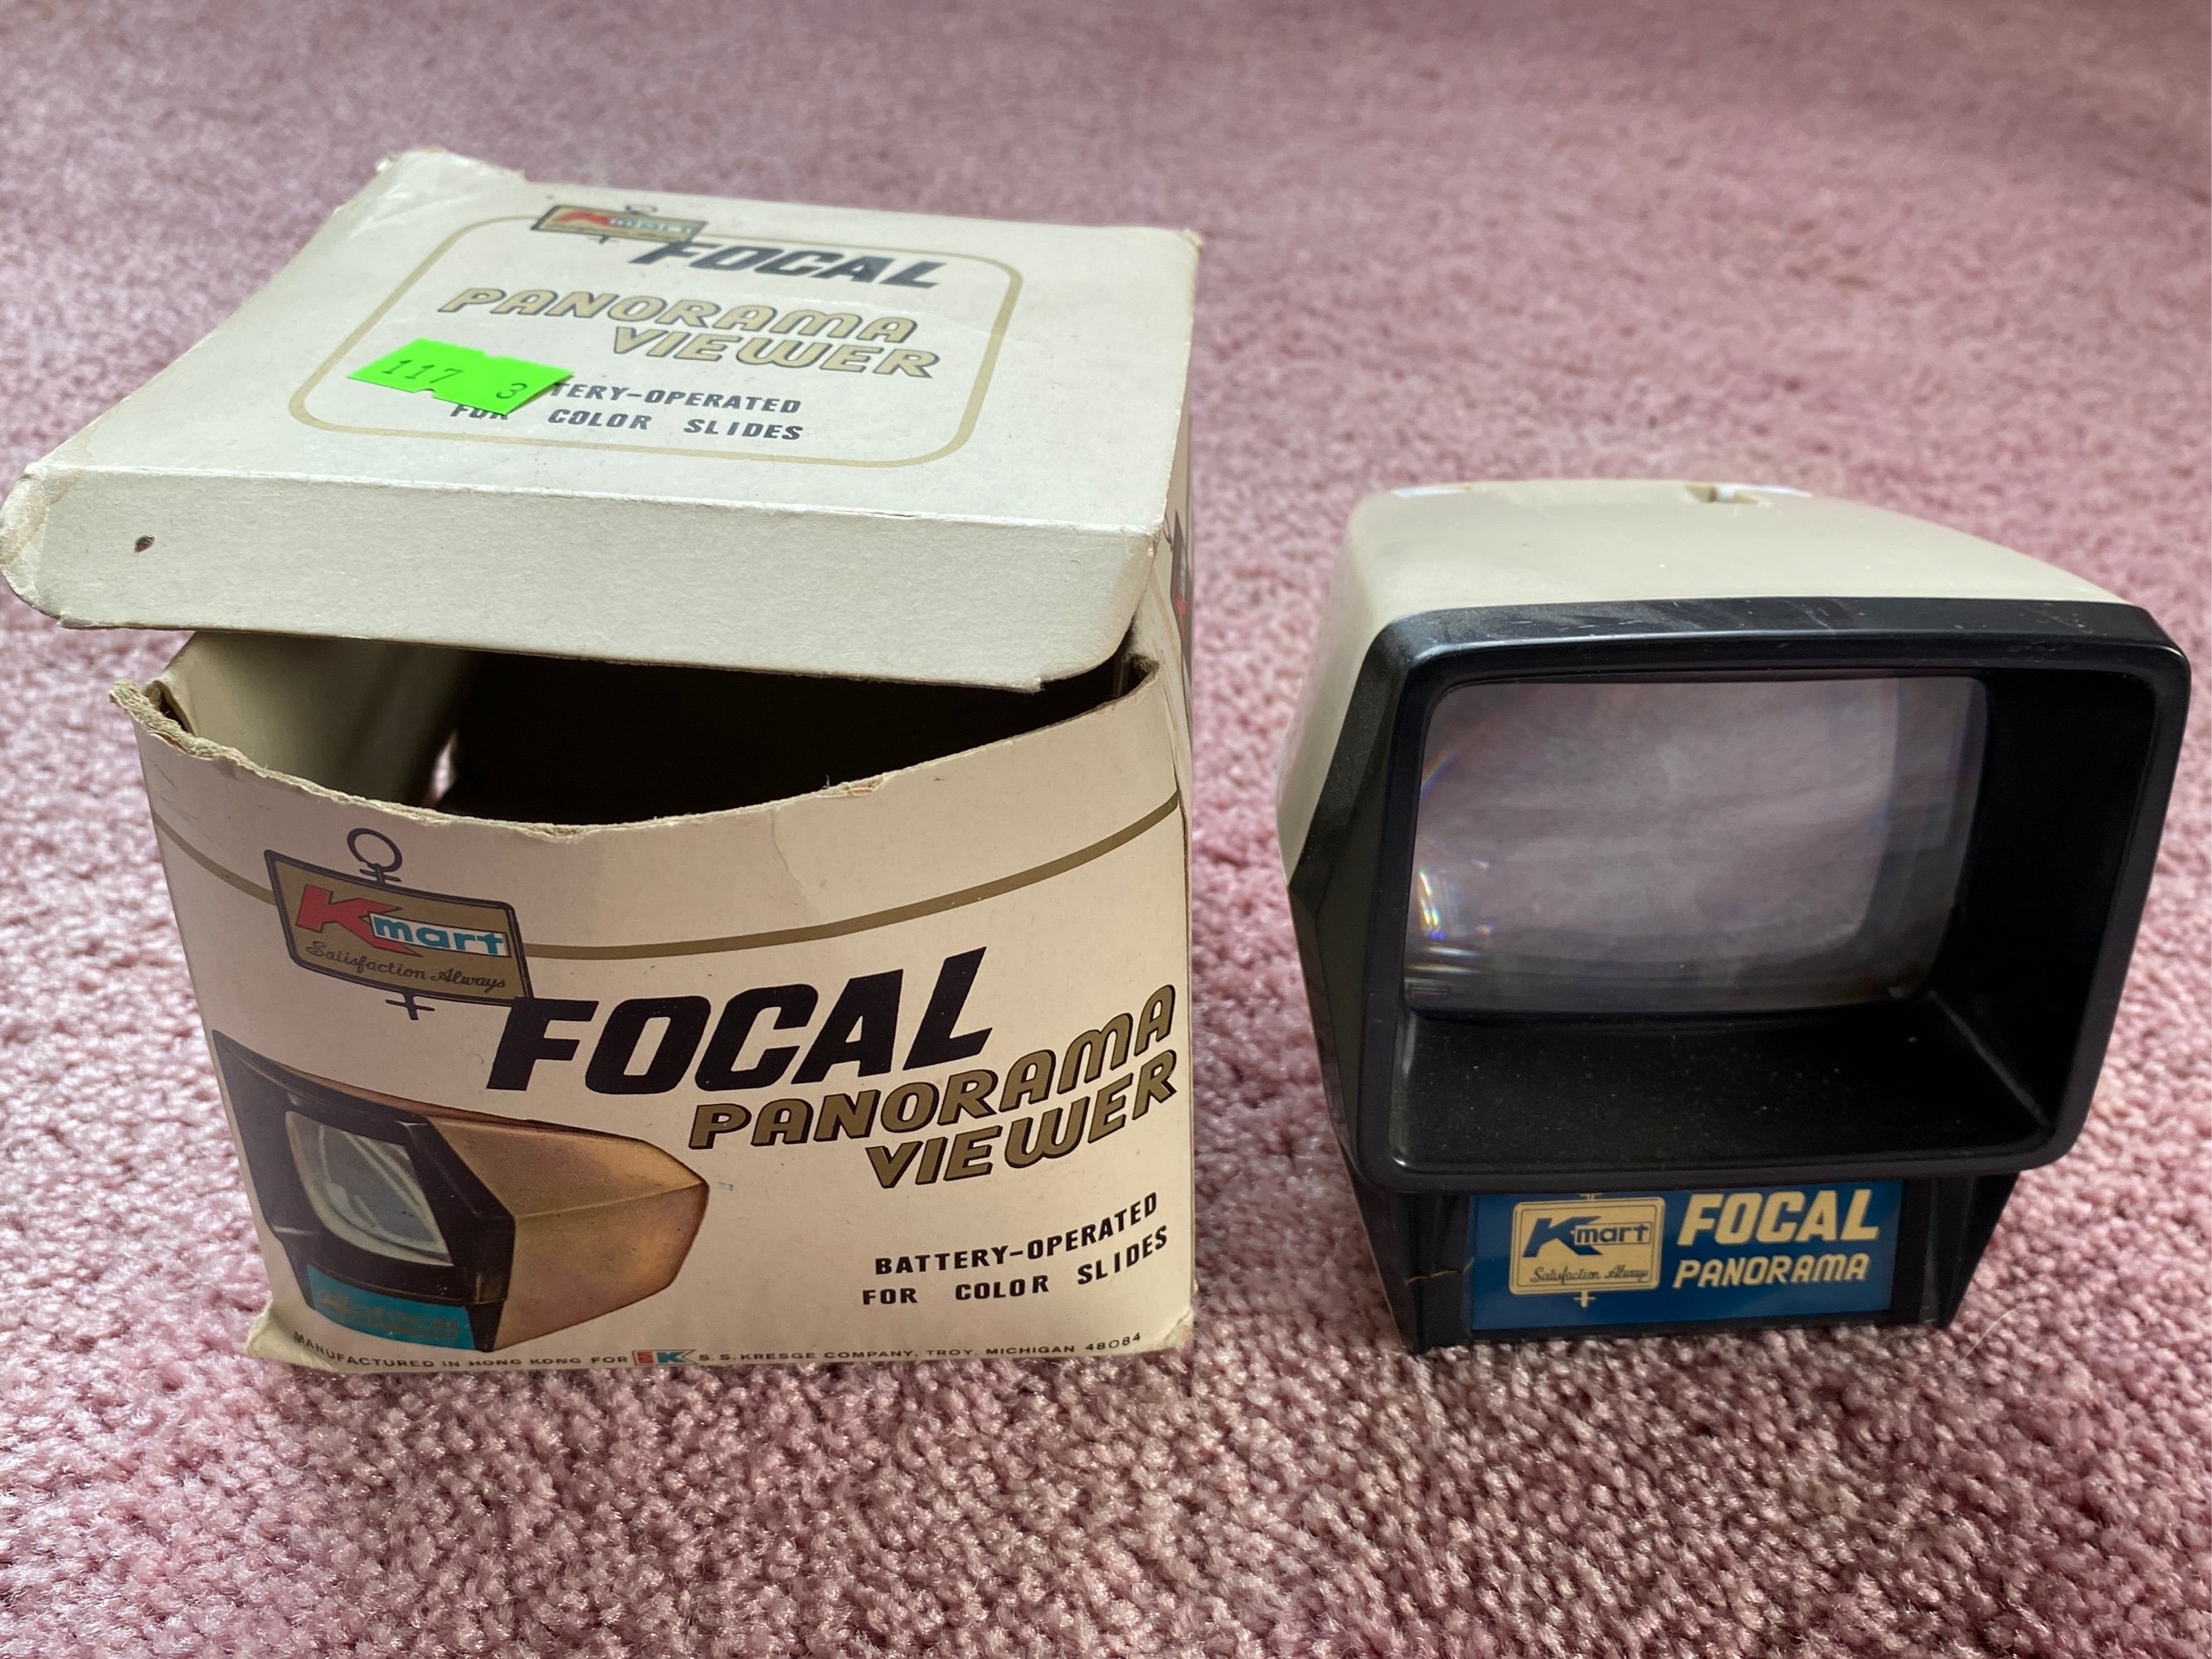 Kmart
FOCAL
PANORAMA
VIEWER
117 3
TERY-OPERATED
FOR COLOR SLIDES
Kmart
Satisfaction Always
FOCAL
PANORAMA
VIEWER
BATTERY-OPERATED
FOR COLOR SLIDES
MANUFACTURED IN HONG KONG FOR SK S. S. KRESGE COMPANY, TROY, MICHIGAN 48084
Kmart
Satisfaction Always
FOCAL
PANORAMA